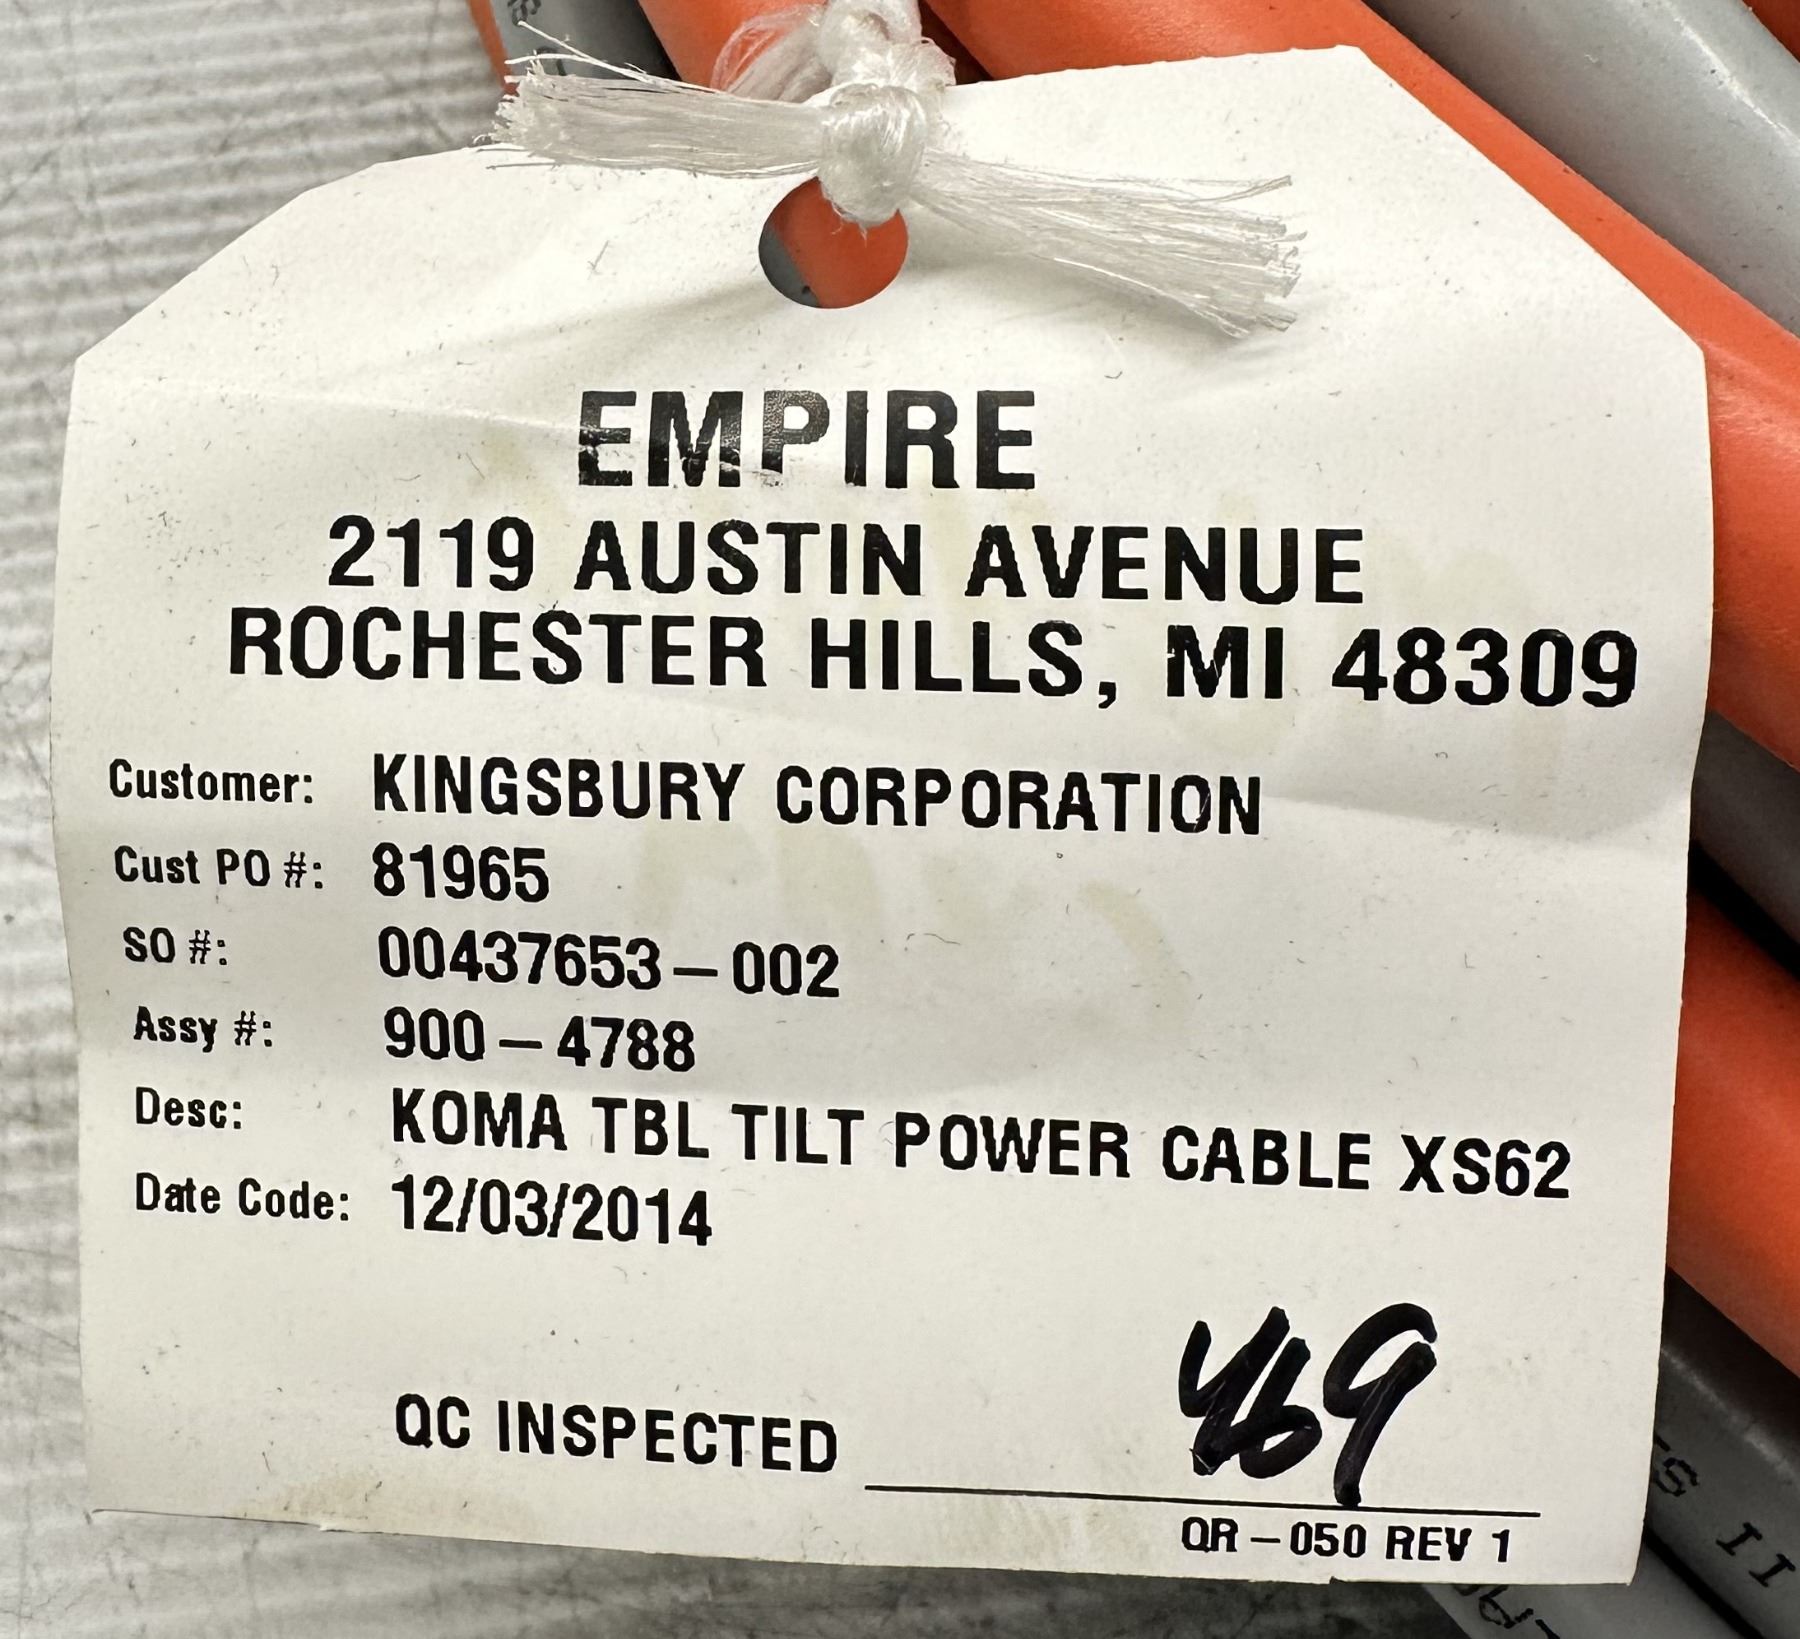 EMPIRE
2119 AUSTIN AVENUE
ROCHESTER HILLS, MI 48309
Customer: KINGSBURY CORPORATION
Cust PO #: 81965
SO #: 00437653-002
Assy #: 900-4788
Desc: KOMA TBL TILT POWER CABLE XS62
Date Code: 12/03/2014
QC INSPECTED 469
QR-050 REV 1